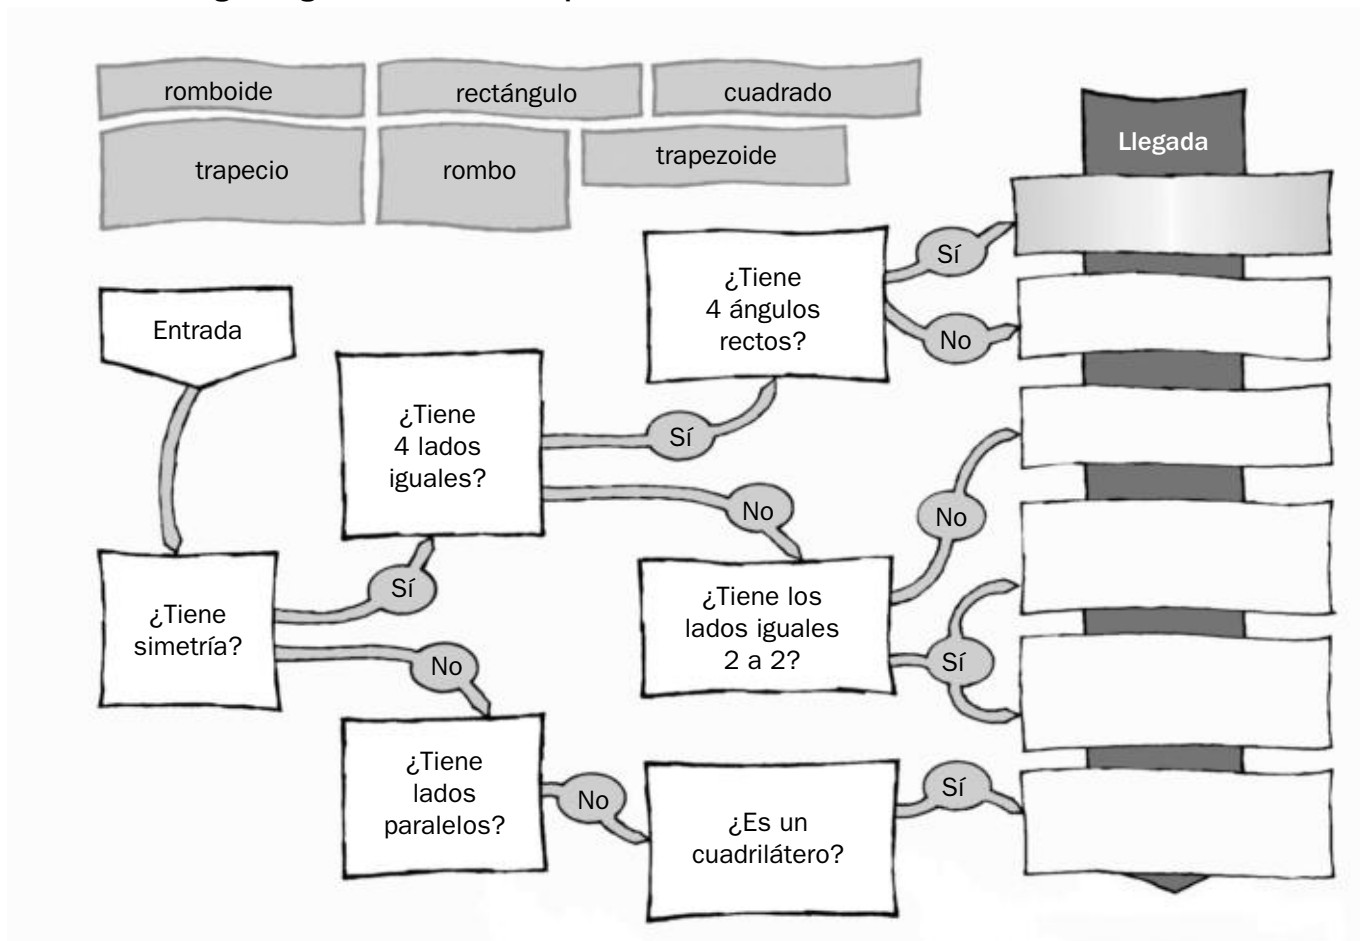 romboide
rectángulo
cuadrado
trapecio
rombo
trapezoide
Llegada
Entrada
¿Tiene
4 ángulos
rectos?
Sí
No
¿Tiene
4 lados
iguales?
Sí
No
No
¿Tiene
simetría?
Sí
No
¿Tiene los
lados iguales
2 a 2?
Sí
¿Tiene
lados
paralelos?
No
¿Es un
cuadrilátero?
Sí